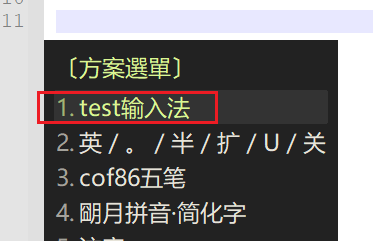 11
〔方案選單〕
1. test输入法
2. 英 / 。 / 半 / 扩 / U / 关
3. cof86五笔
4. 朙月拼音·简化字